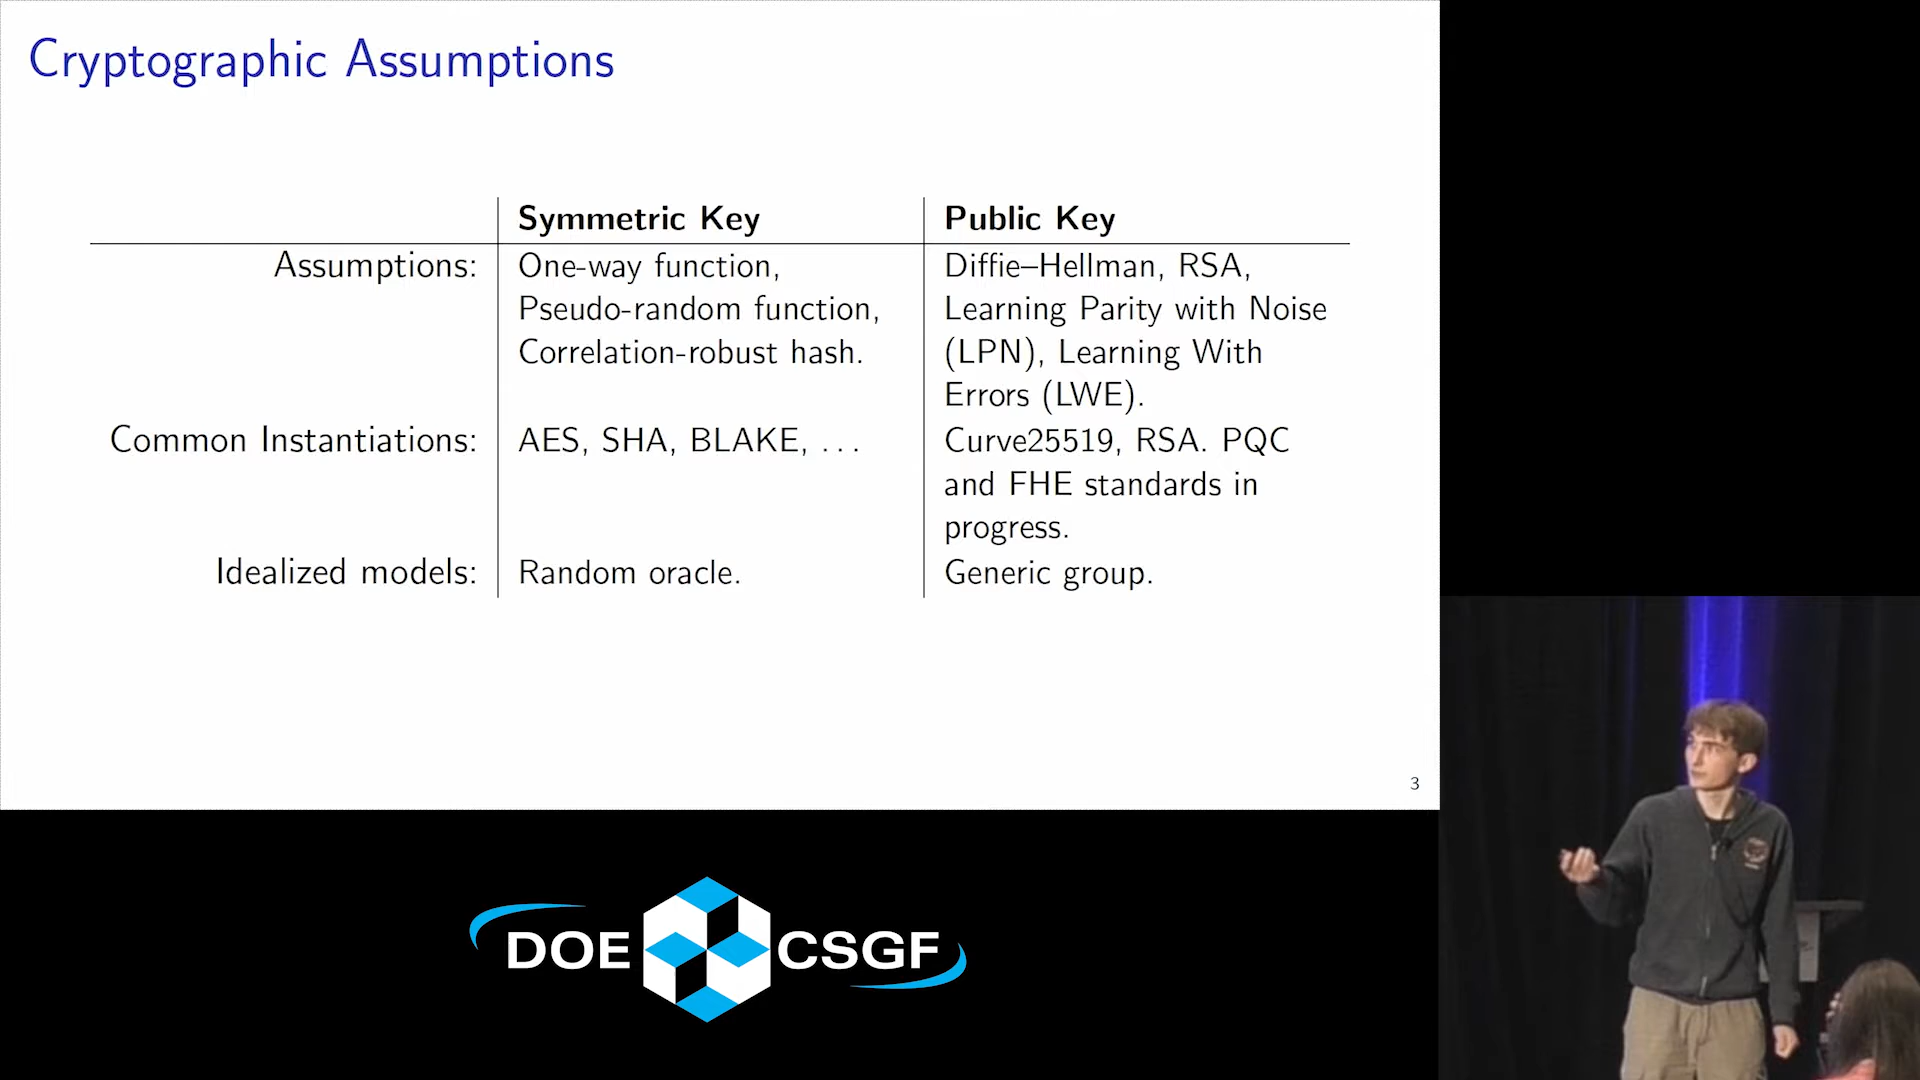 Cryptographic Assumptions
Symmetric Key
Public Key
Assumptions:
One-way function,
Pseudo-random function,
Correlation-robust hash.
Diffie–Hellman, RSA,
Learning Parity with Noise
(LPN), Learning With
Errors (LWE).
Common Instantiations:
AES, SHA, BLAKE, ...
Curve25519, RSA. PQC
and FHE standards in
progress.
Idealized models:
Random oracle.
Generic group.
3
DOE CSGF